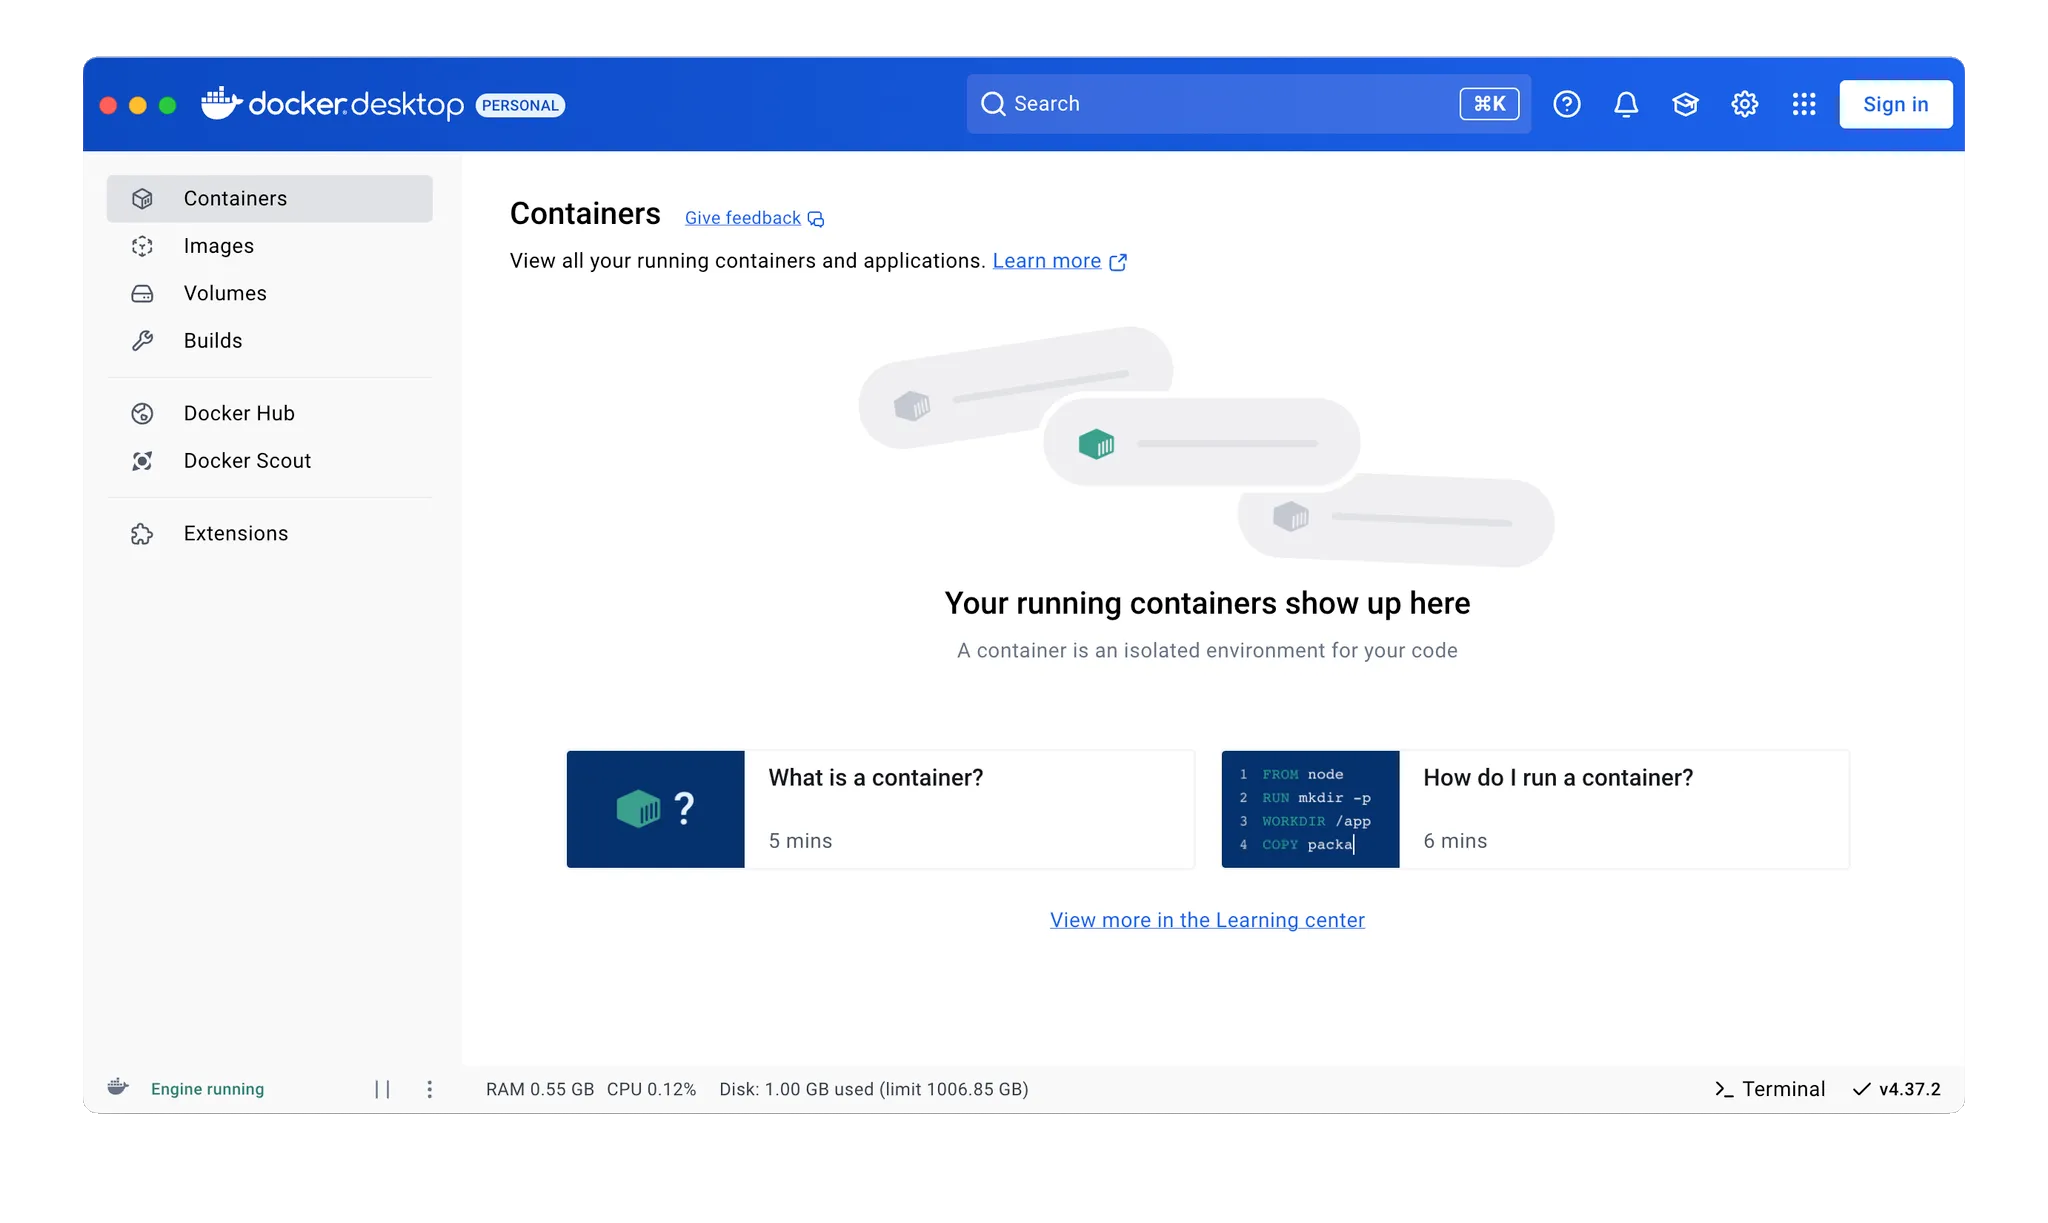 docker.desktop PERSONAL
Search ⌘K
Sign in
Containers
Images
Volumes
Builds
Docker Hub
Docker Scout
Extensions
Containers Give feedback
View all your running containers and applications. Learn more
Your running containers show up here
A container is an isolated environment for your code
?
What is a container?
5 mins
1 FROM node
2 RUN mkdir -p
3 WORKDIR /app
4 COPY packa
How do I run a container?
6 mins
View more in the Learning center
Engine running
RAM 0.55 GB CPU 0.12% Disk: 1.00 GB used (limit 1006.85 GB)
>_ Terminal v4.37.2